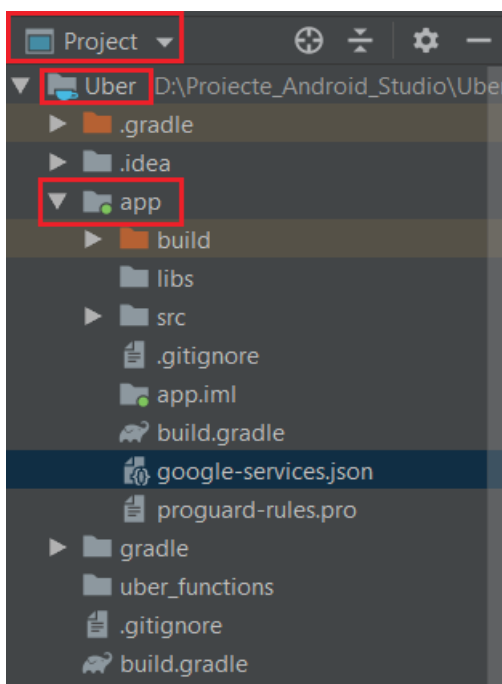 Project
Uber D:\Proiecte_Android_Studio\Ube
.gradle
.idea
app
build
libs
src
.gitignore
app.iml
build.gradle
google-services.json
proguard-rules.pro
gradle
uber_functions
.gitignore
build.gradle